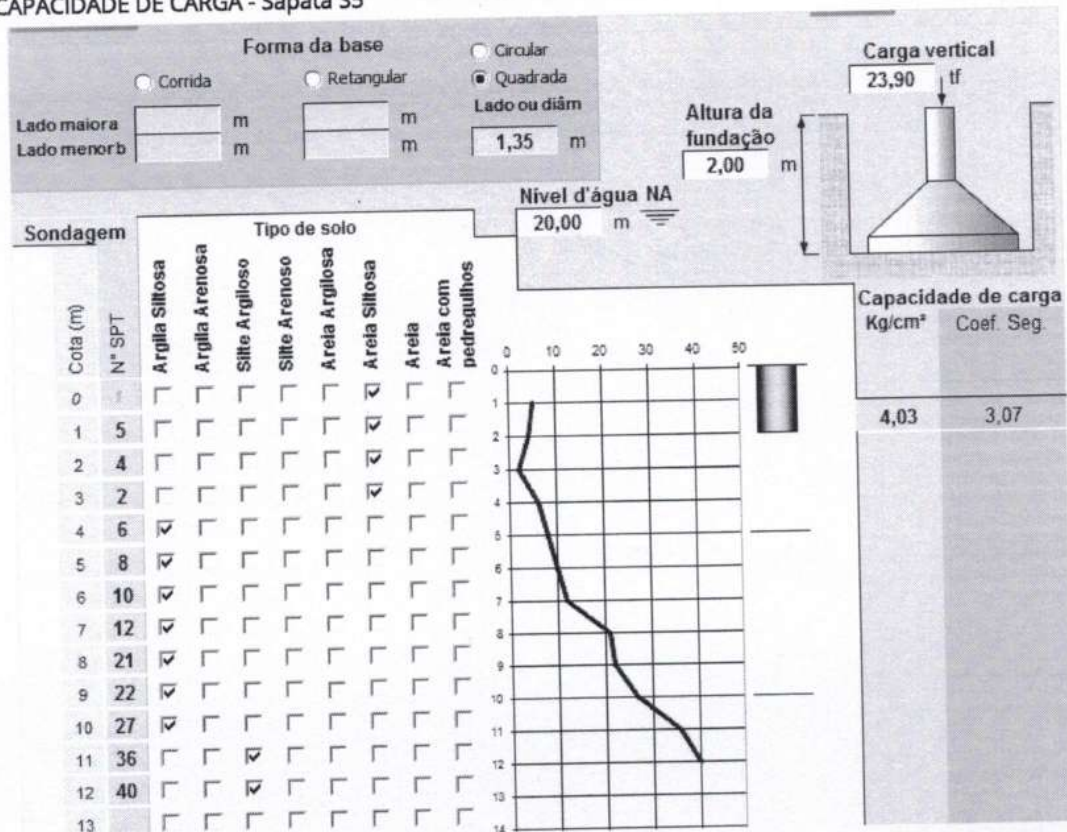 CAPACIDADE DE CARGA - Sapata S5
Forma da base
Corrida
Retangular
Circular
Quadrada
Lado ou diâm
Lado maior a
m
m
Lado menor b
m
m
1,35 m
Carga vertical
23,90 tf
Altura da
fundação
2,00 m
Nível d'água NA
20,00 m
Sondagem
Tipo de solo
Cota (m)
N° SPT
Argila Siltosa
Argila Arenosa
Silte Argiloso
Silte Arenoso
Areia Argilosa
Areia Siltosa
Areia
Areia com
pedregulhos
Capacidade de carga
Kg/cm² Coef. Seg.
4,03 3,07
0 10 20 30 40 50
0
1 5
2 4
3 2
4 6
5 8
6 10
7 12
8 21
9 22
10 27
11 36
12 40
13
0
1
2
3
4
5
6
7
8
9
10
11
12
13
14